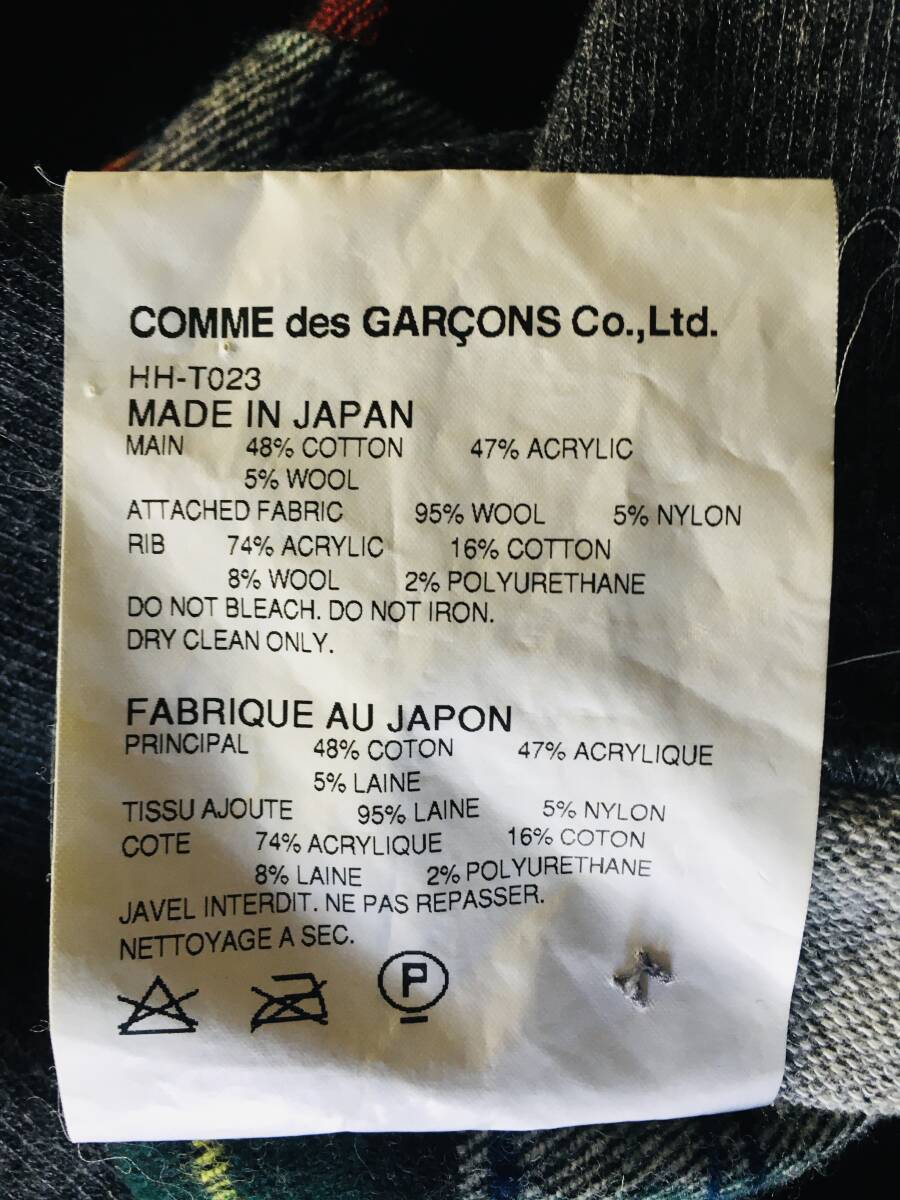 COMME des GARÇONS Co.,Ltd.
HH-T023
MADE IN JAPAN
MAIN 48% COTTON 47% ACRYLIC
5% WOOL
ATTACHED FABRIC 95% WOOL 5% NYLON
RIB 74% ACRYLIC 16% COTTON
8% WOOL 2% POLYURETHANE
DO NOT BLEACH. DO NOT IRON.
DRY CLEAN ONLY.
FABRIQUE AU JAPON
PRINCIPAL 48% COTON 47% ACRYLIQUE
5% LAINE
TISSU AJOUTE 95% LAINE 5% NYLON
COTE 74% ACRYLIQUE 16% COTON
8% LAINE 2% POLYURETHANE
JAVEL INTERDIT. NE PAS REPASSER.
NETTOYAGE A SEC.
P